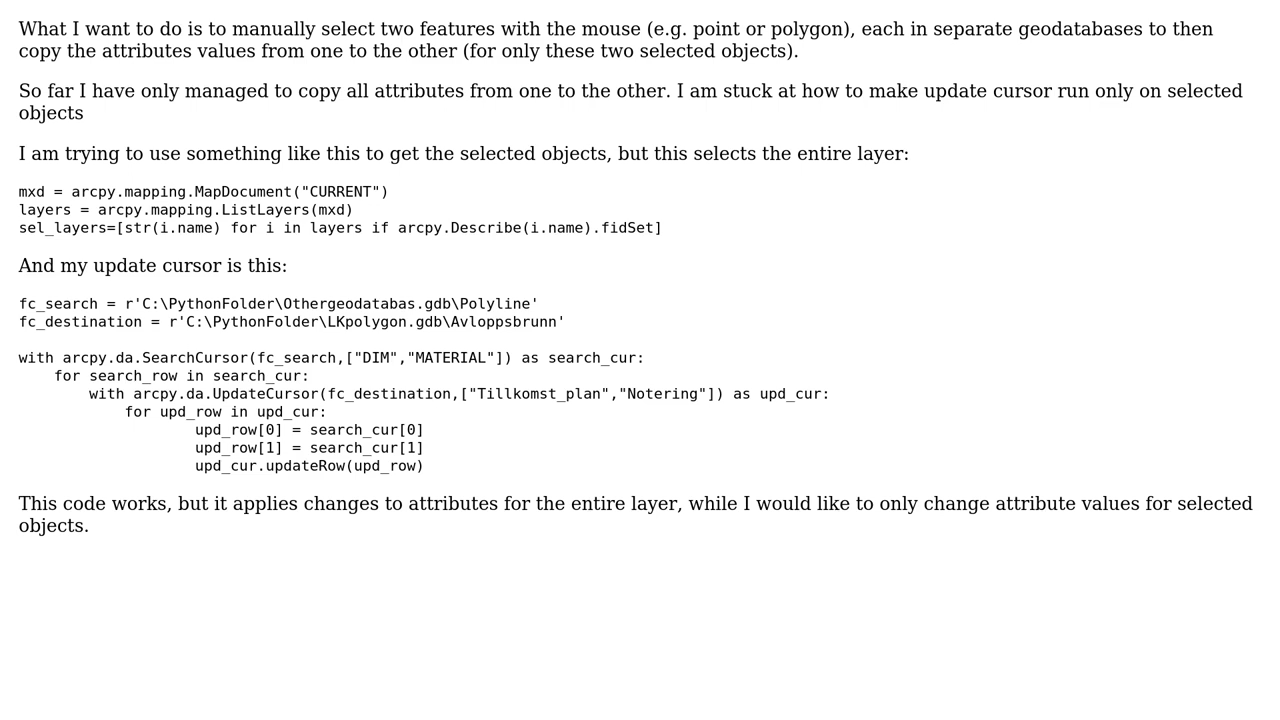 What I want to do is to manually select two features with the mouse (e.g. point or polygon), each in separate geodatabases to then
copy the attributes values from one to the other (for only these two selected objects).
So far I have only managed to copy all attributes from one to the other. I am stuck at how to make update cursor run only on selected
objects
I am trying to use something like this to get the selected objects, but this selects the entire layer:
mxd = arcpy.mapping.MapDocument("CURRENT")
layers = arcpy.mapping.ListLayers(mxd)
sel_layers=[str(i.name) for i in layers if arcpy.Describe(i.name).fidSet]
And my update cursor is this:
fc_search = r'C:\PythonFolder\Othergeodatabas.gdb\Polyline'
fc_destination = r'C:\PythonFolder\LKpolygon.gdb\Avloppsbrunn'
with arcpy.da.SearchCursor(fc_search,["DIM","MATERIAL"]) as search_cur:
    for search_row in search_cur:
        with arcpy.da.UpdateCursor(fc_destination,["Tillkomst_plan","Notering"]) as upd_cur:
            for upd_row in upd_cur:
                    upd_row[0] = search_cur[0]
                    upd_row[1] = search_cur[1]
                    upd_cur.updateRow(upd_row)
This code works, but it applies changes to attributes for the entire layer, while I would like to only change attribute values for selected
objects.